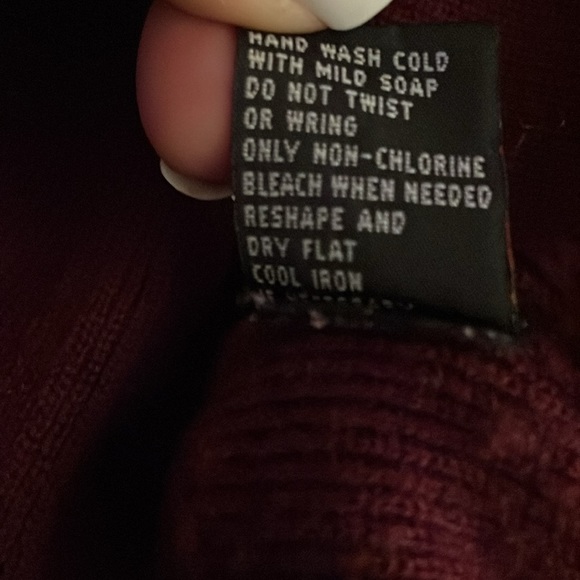 HAND WASH COLD
WITH MILD SOAP
DO NOT TWIST
OR WRING
ONLY NON-CHLORINE
BLEACH WHEN NEEDED
RESHAPE AND
DRY FLAT
COOL IRON